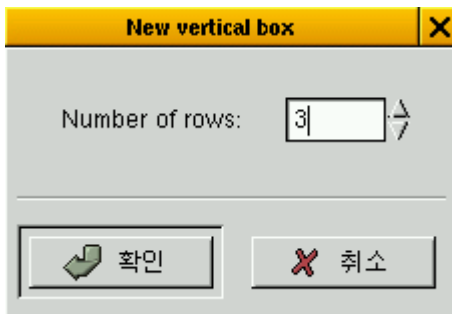 New vertical box
Number of rows: 3
확인 취소